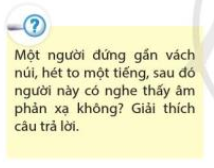 Một người đứng gần vách
núi, hét to một tiếng, sau đó
người này có nghe thấy âm
phản xạ không? Giải thích
câu trả lời.